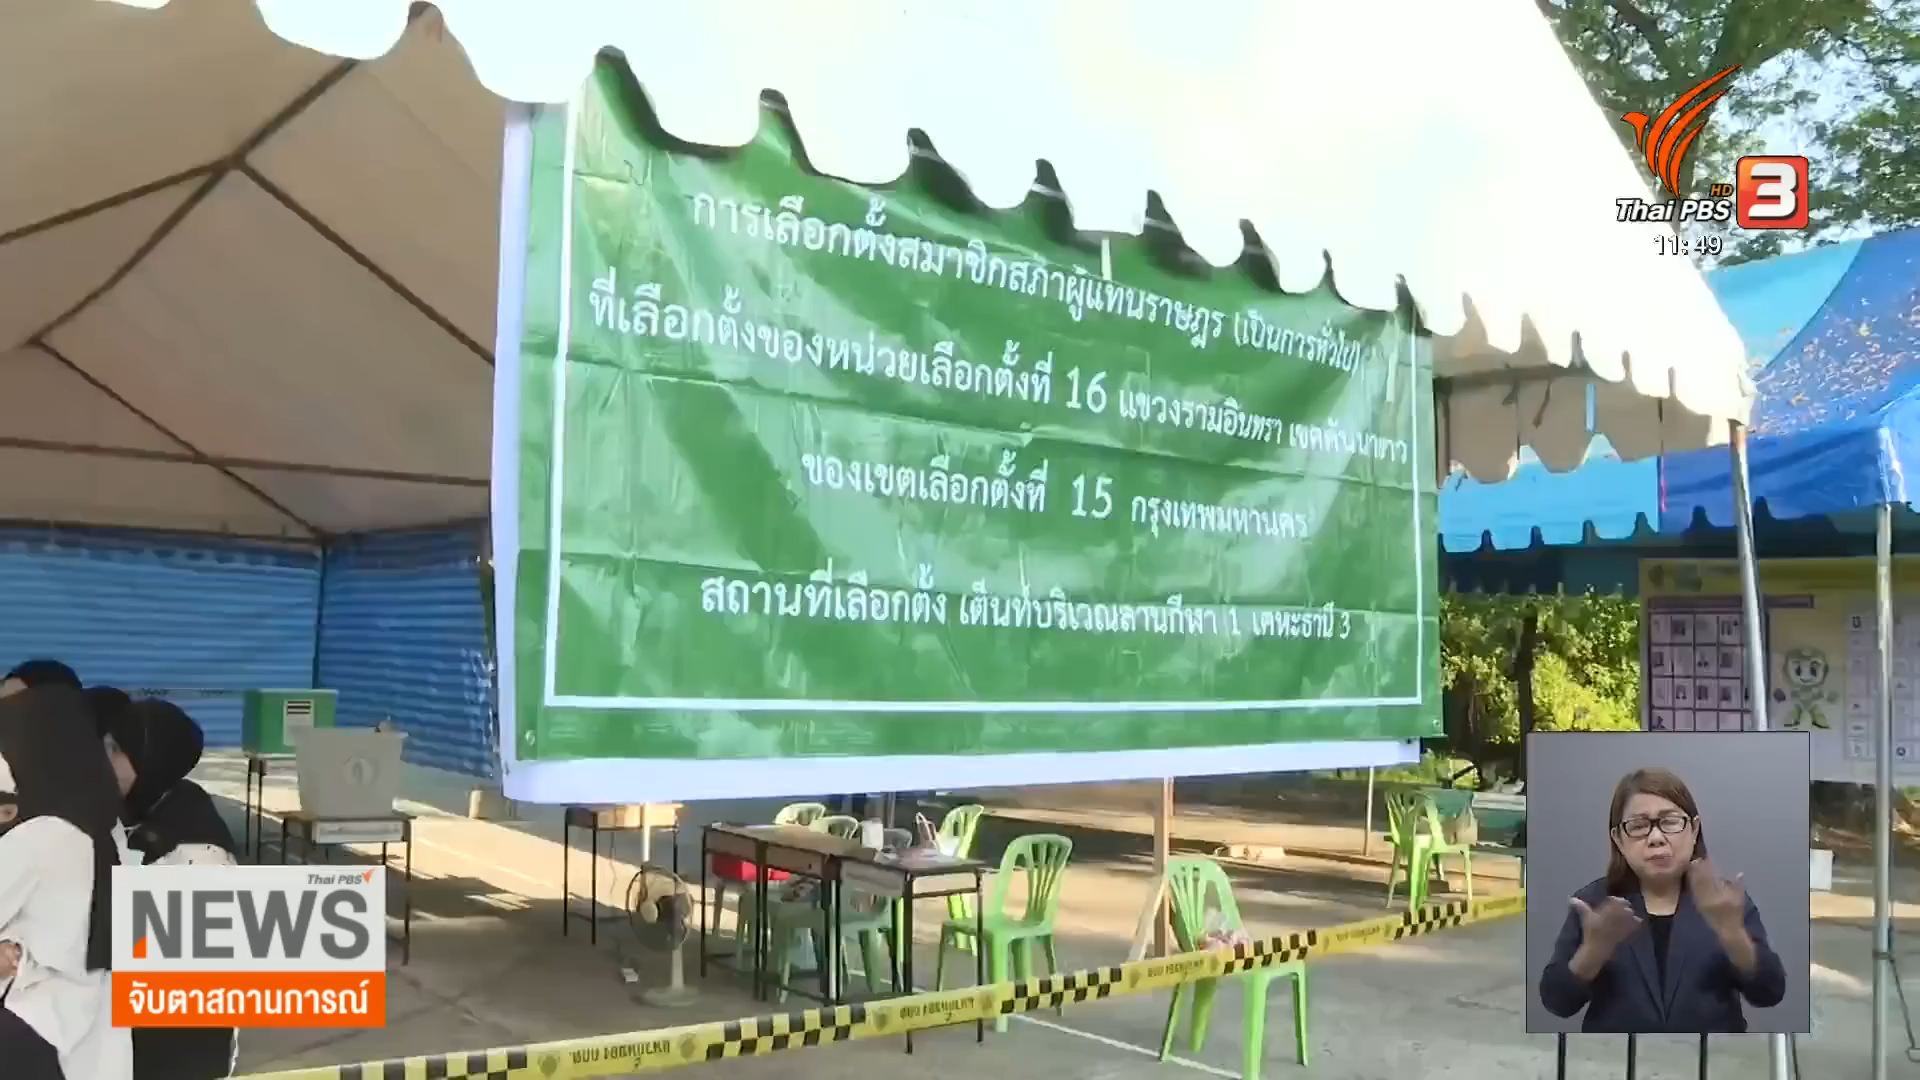 การเลือกตั้งสมาชิกสภาผู้แทนราษฎร (เป็นการทั่วไป)
ที่เลือกตั้งของหน่วยเลือกตั้งที่ 16 แขวงรามอินทรา เขตคันนายาว
ของเขตเลือกตั้งที่ 15 กรุงเทพมหานคร
สถานที่เลือกตั้ง เต็นท์บริเวณลานกีฬา 1 เคหะธานี 3
HD
Thai PBS 3
11:49
Thai PBS
NEWS
จับตาสถานการณ์